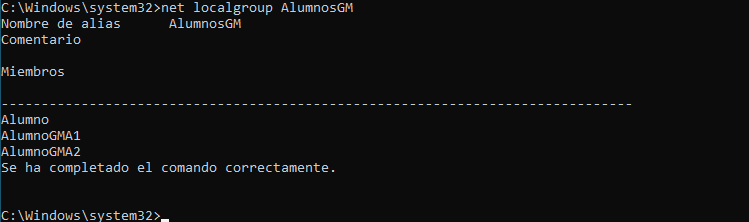 C:\Windows\system32>net localgroup AlumnosGM
Nombre de alias      AlumnosGM
Comentario
Miembros
-------------------------------------------------------------------------------
Alumno
AlumnoGMA1
AlumnoGMA2
Se ha completado el comando correctamente.
C:\Windows\system32>